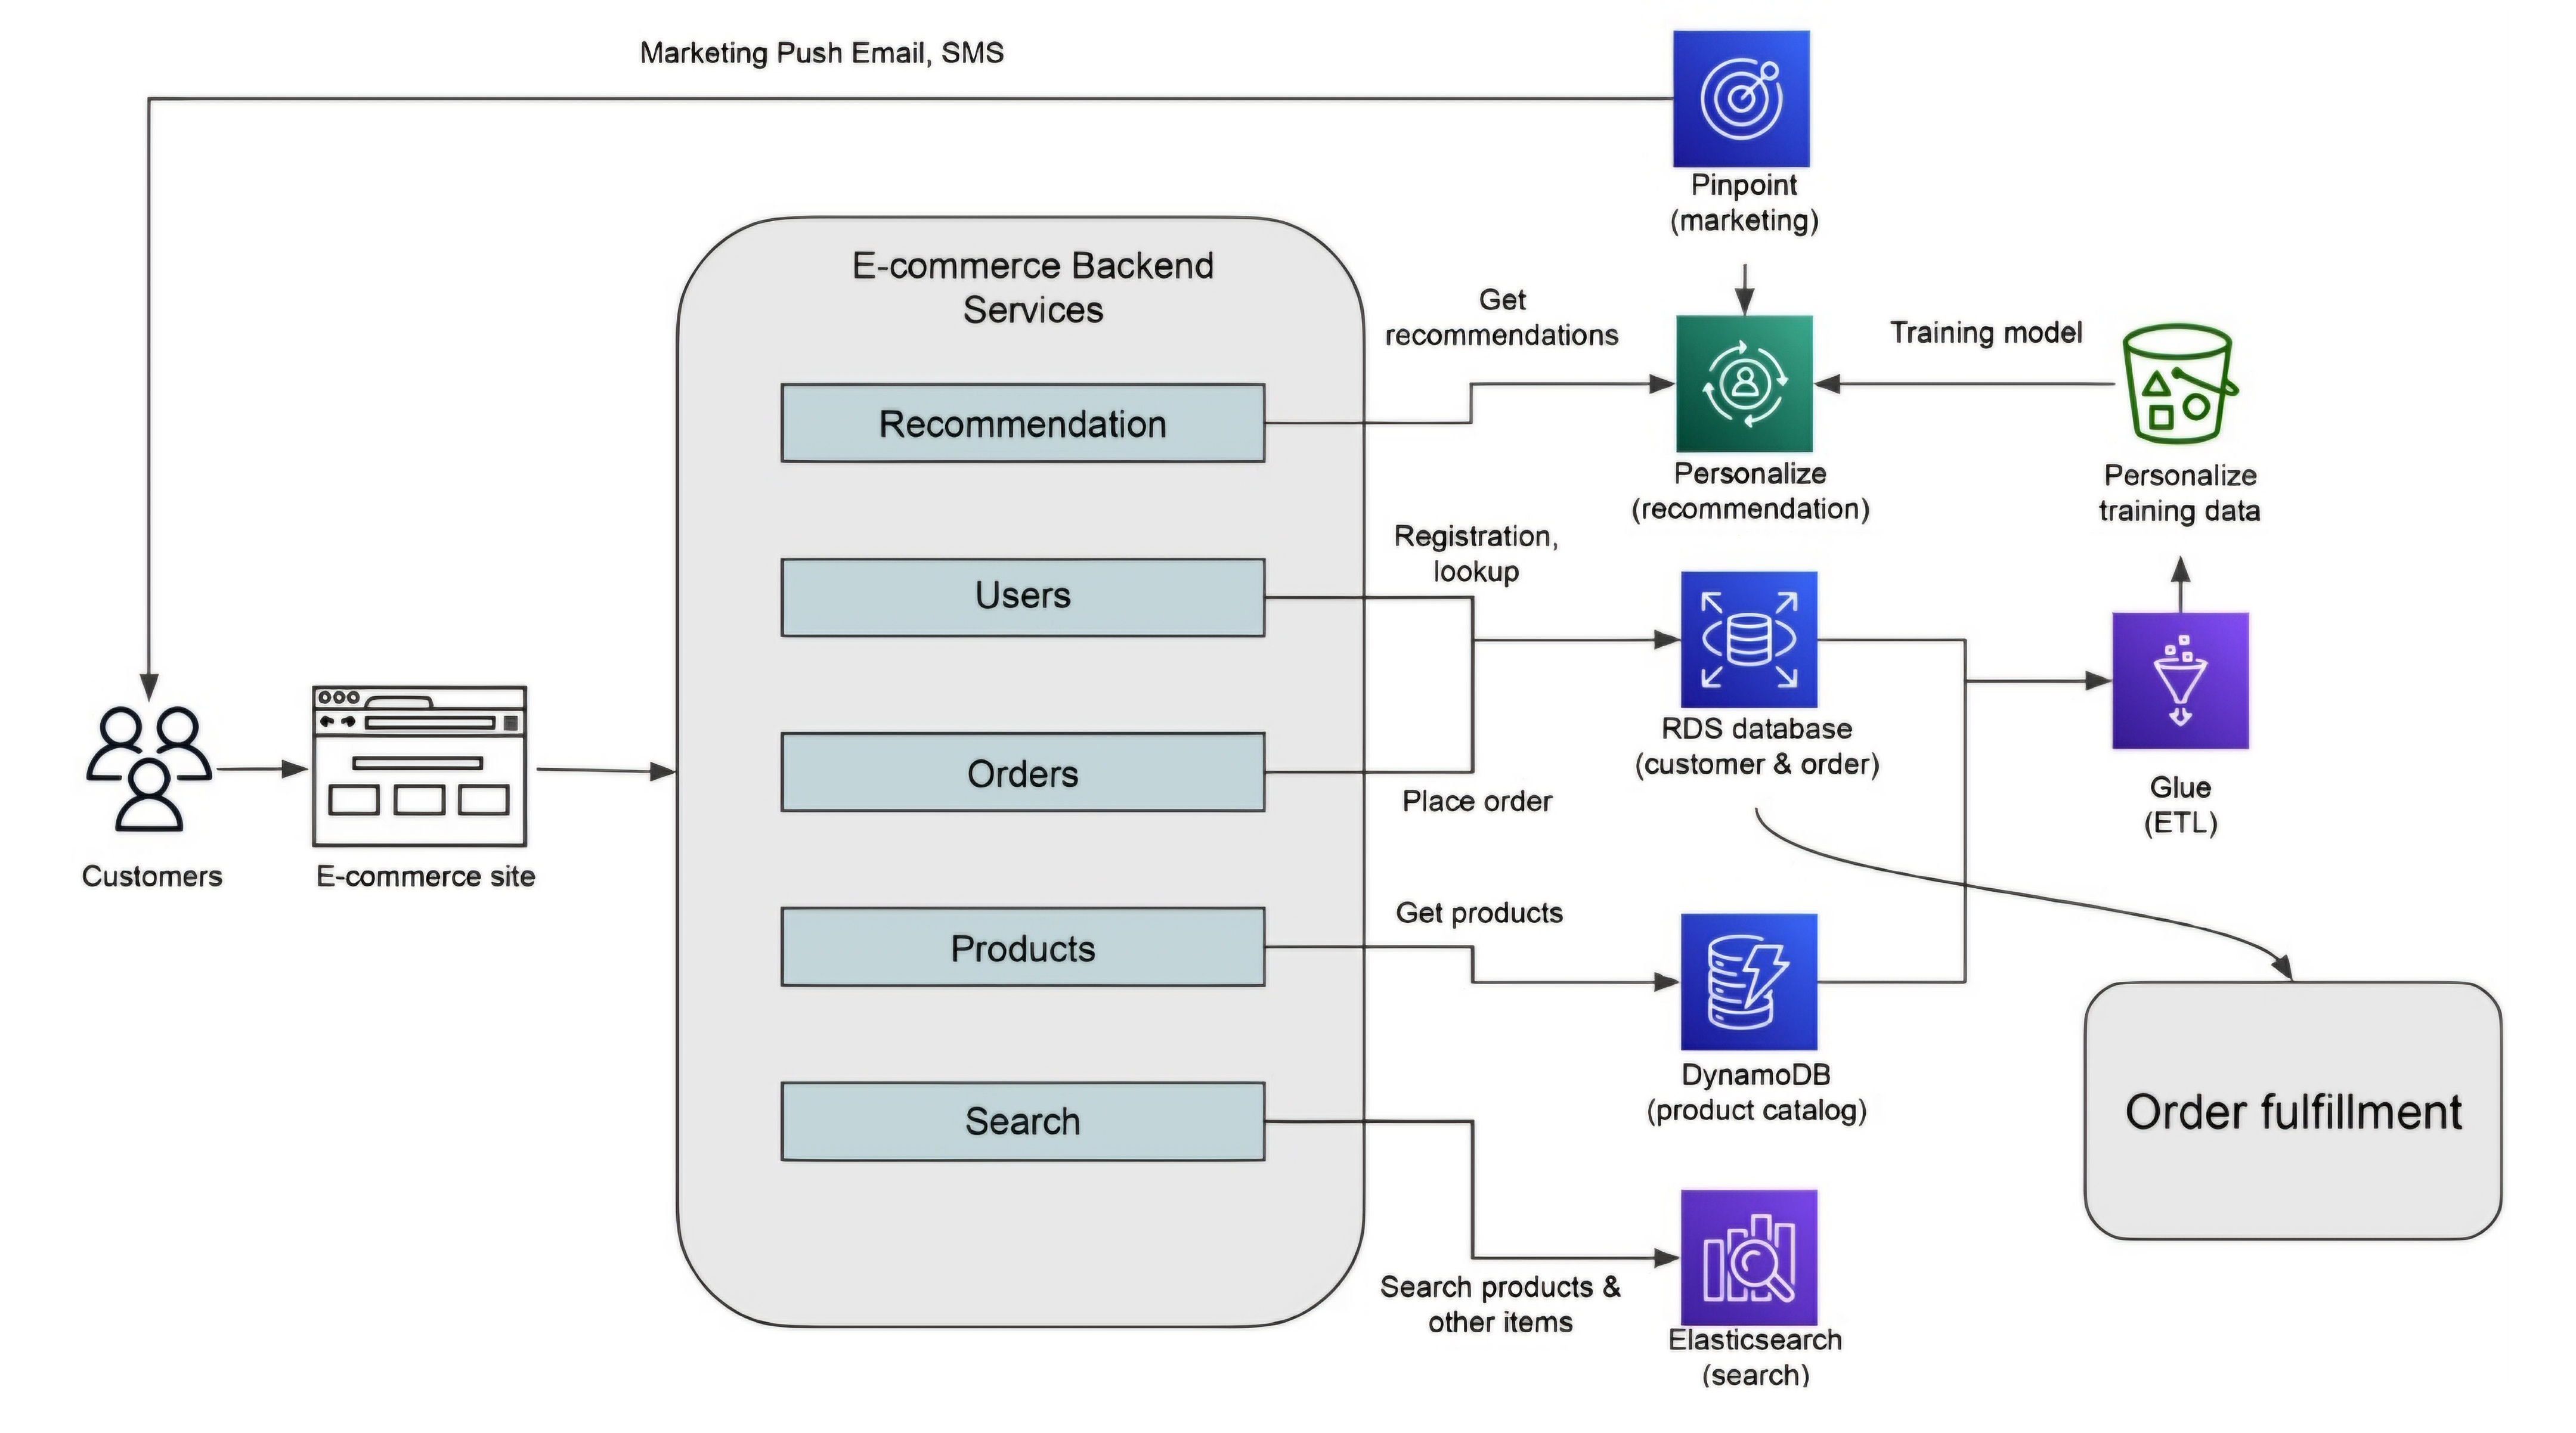 Marketing Push Email, SMS
Pinpoint
(marketing)
E-commerce Backend
Services
Get
recommendations
Training model
Recommendation
Personalize
(recommendation)
Personalize
training data
Registration,
lookup
Users
RDS database
(customer & order)
Orders
Place order
Glue
(ETL)
Customers
E-commerce site
Get products
Products
DynamoDB
(product catalog)
Order fulfillment
Search
Search products &
other items
Elasticsearch
(search)